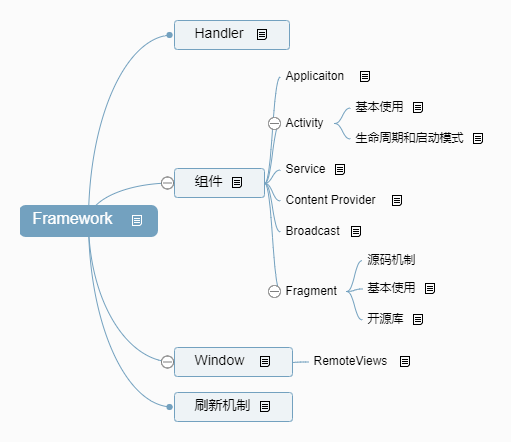 Handler
Applicaiton
基本使用
Activity
生命周期和启动模式
Service
组件
Content Provider
Framework
Broadcast
源码机制
Fragment
基本使用
开源库
Window
RemoteViews
刷新机制